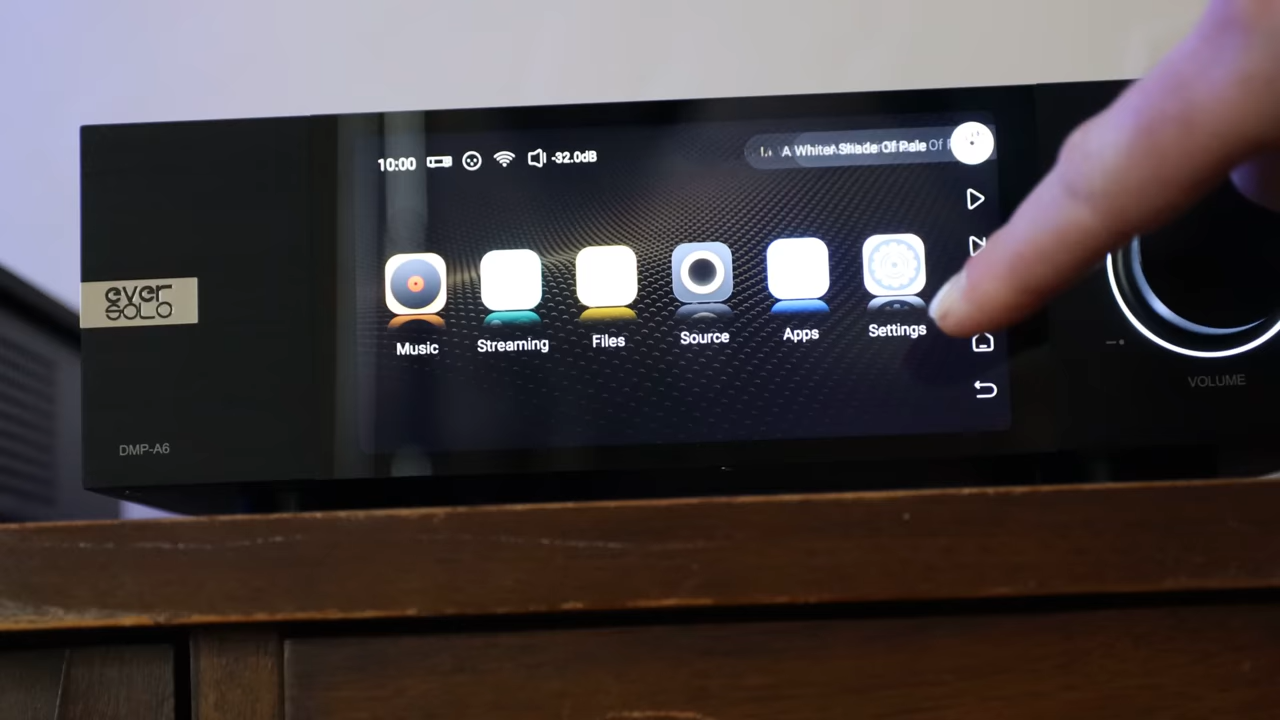 10:00 -32.0dB
A Whiter Shade Of Pale
Music Streaming Files Source Apps Settings
EVER SOLO
DMP-A6
VOLUME